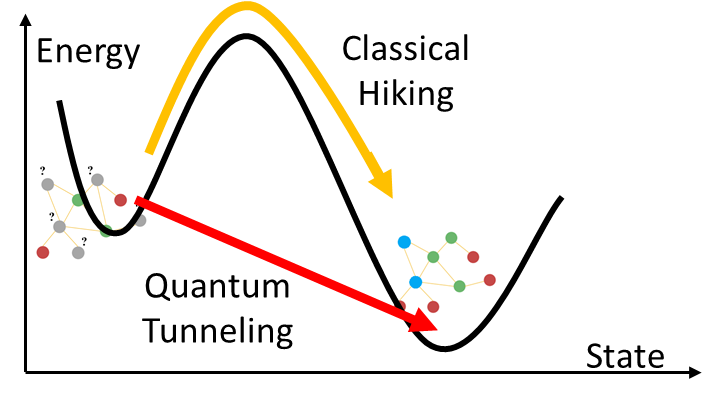 Energy
Classical
Hiking
?
?
?
?
Quantum
Tunneling
State